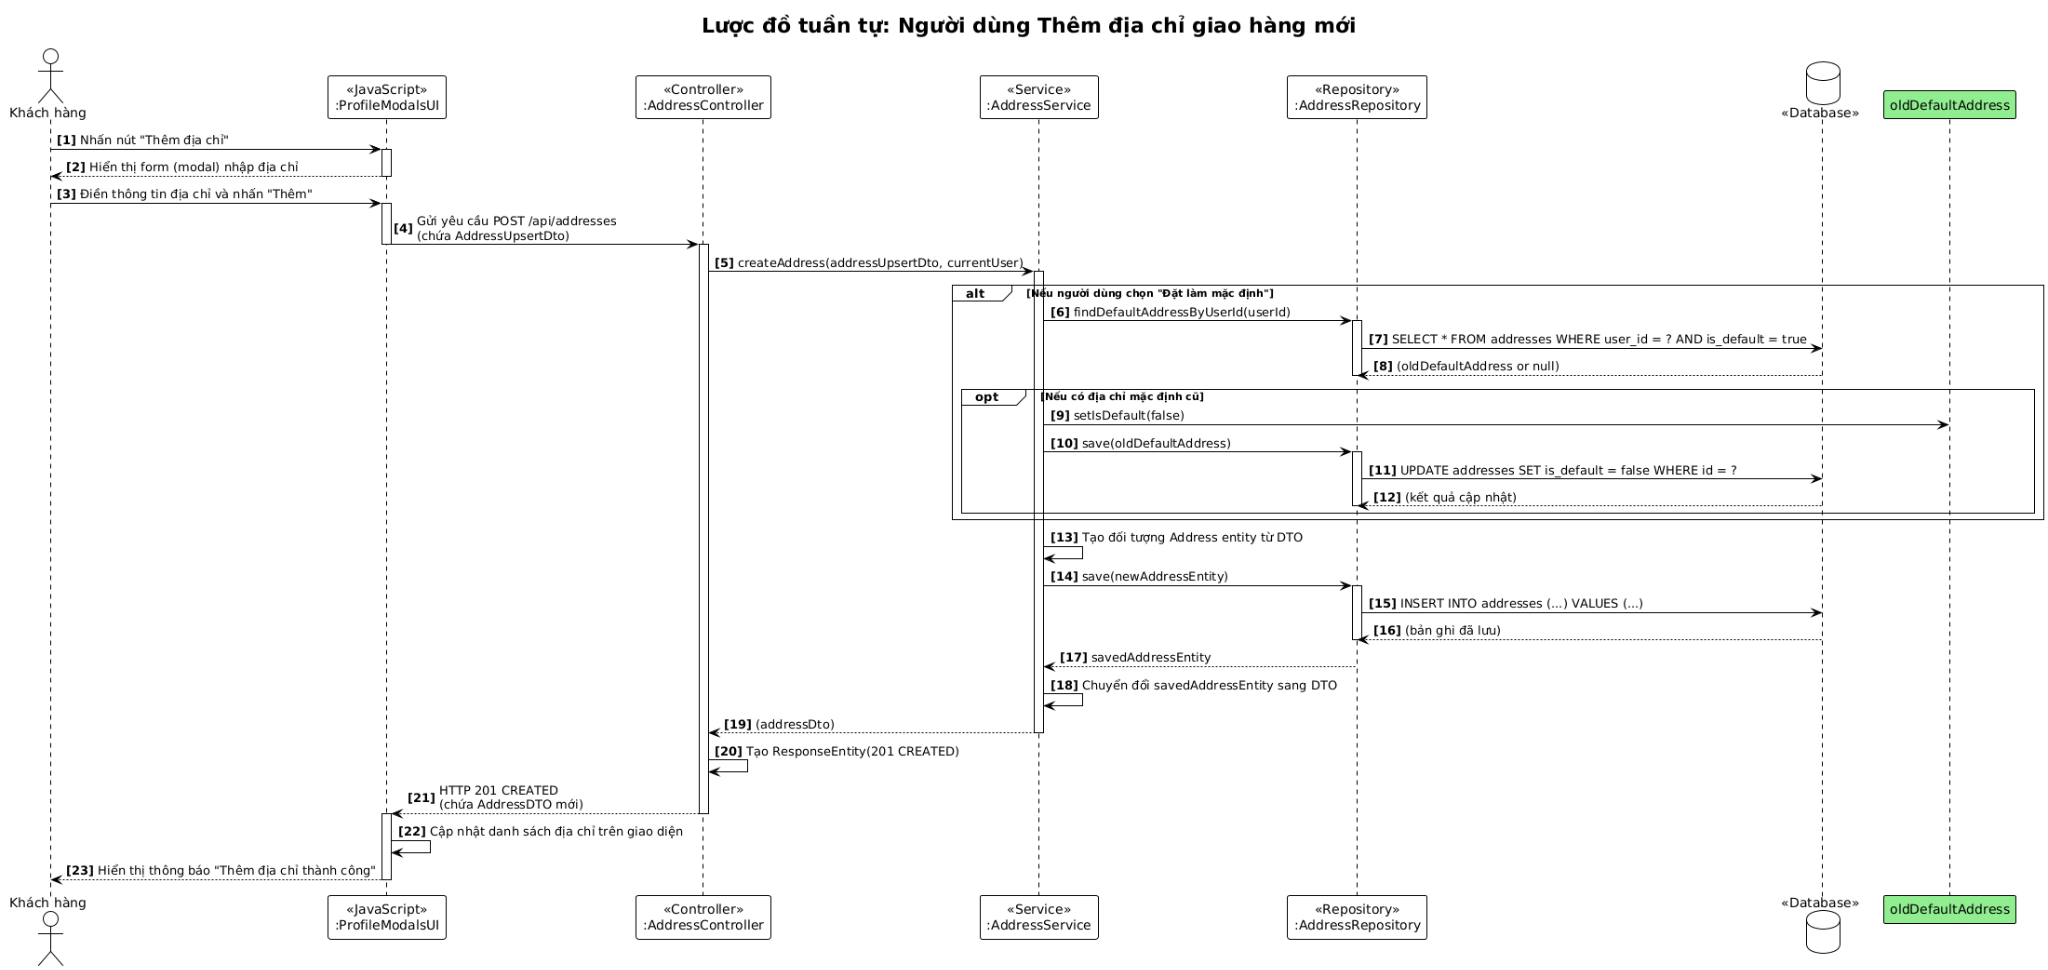 Lược đồ tuần tự: Người dùng Thêm địa chỉ giao hàng mới
Khách hàng
«JavaScript»
:ProfileModalsUI
«Controller»
:AddressController
«Service»
:AddressService
«Repository»
:AddressRepository
«Database»
oldDefaultAddress
[1] Nhấn nút "Thêm địa chỉ"
[2] Hiển thị form (modal) nhập địa chỉ
[3] Điền thông tin địa chỉ và nhấn "Thêm"
[4] Gửi yêu cầu POST /api/addresses
(chứa AddressUpsertDto)
[5] createAddress(addressUpsertDto, currentUser)
alt [Nếu người dùng chọn "Đặt làm mặc định"]
[6] findDefaultAddressByUserId(userId)
[7] SELECT * FROM addresses WHERE user_id = ? AND is_default = true
[8] (oldDefaultAddress or null)
opt [Nếu có địa chỉ mặc định cũ]
[9] setIsDefault(false)
[10] save(oldDefaultAddress)
[11] UPDATE addresses SET is_default = false WHERE id = ?
[12] (kết quả cập nhật)
[13] Tạo đối tượng Address entity từ DTO
[14] save(newAddressEntity)
[15] INSERT INTO addresses (...) VALUES (...)
[16] (bản ghi đã lưu)
[17] savedAddressEntity
[18] Chuyển đổi savedAddressEntity sang DTO
[19] (addressDto)
[20] Tạo ResponseEntity(201 CREATED)
[21] HTTP 201 CREATED
(chứa AddressDTO mới)
[22] Cập nhật danh sách địa chỉ trên giao diện
[23] Hiển thị thông báo "Thêm địa chỉ thành công"
Khách hàng
«JavaScript»
:ProfileModalsUI
«Controller»
:AddressController
«Service»
:AddressService
«Repository»
:AddressRepository
«Database»
oldDefaultAddress